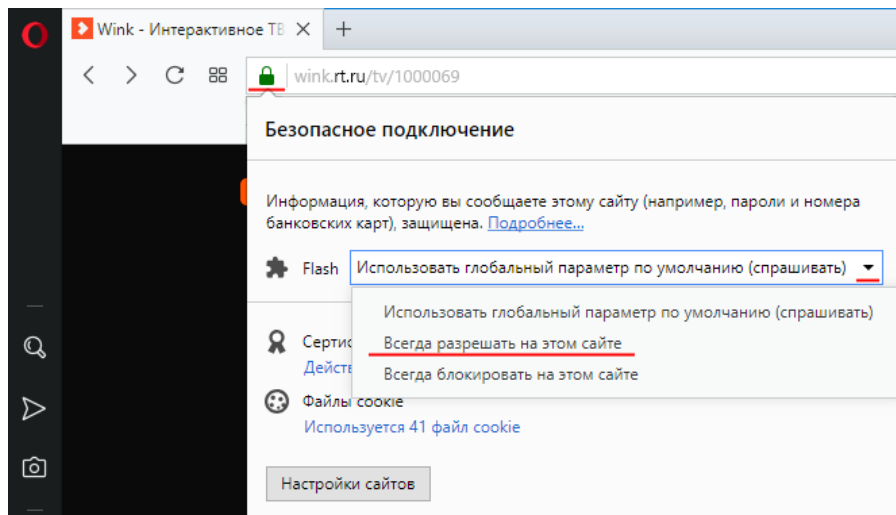 Wink - Интерактивное ТВ
wink.rt.ru/tv/1000069
Безопасное подключение
Информация, которую вы сообщаете этому сайту (например, пароли и номера
банковских карт), защищена. Подробнее...
Flash Использовать глобальный параметр по умолчанию (спрашивать)
Использовать глобальный параметр по умолчанию (спрашивать)
Всегда разрешать на этом сайте
Всегда блокировать на этом сайте
Файлы cookie
Используется 41 файл cookie
Настройки сайтов